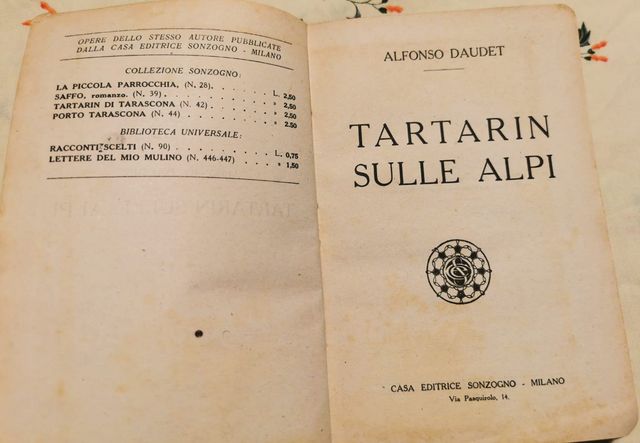 OPERE DELLO STESSO AUTORE PUBBLICATE
DALLA CASA EDITRICE SONZOGNO - MILANO
COLLEZIONE SONZOGNO:
LA PICCOLA PARROCCHIA, (N. 28). . . . . . . L. 2,50
SAFFO, romanzo. (N. 39). . . . . . . . . . » 2,50
TARTARIN DI TARASCONA (N. 42) . . . . . . » 2,50
PORTO TARASCONA (N. 44) . . . . . . . . . » 2.50
BIBLIOTECA UNIVERSALE:
RACCONTI SCELTI (N. 90) . . . . . . . . . L. 0,75
LETTERE DEL MIO MULINO (N. 446-447) . . . . » 1,50
ALFONSO DAUDET
TARTARIN
SULLE ALPI
CASA EDITRICE SONZOGNO - MILANO
Via Pasquirolo, 14.